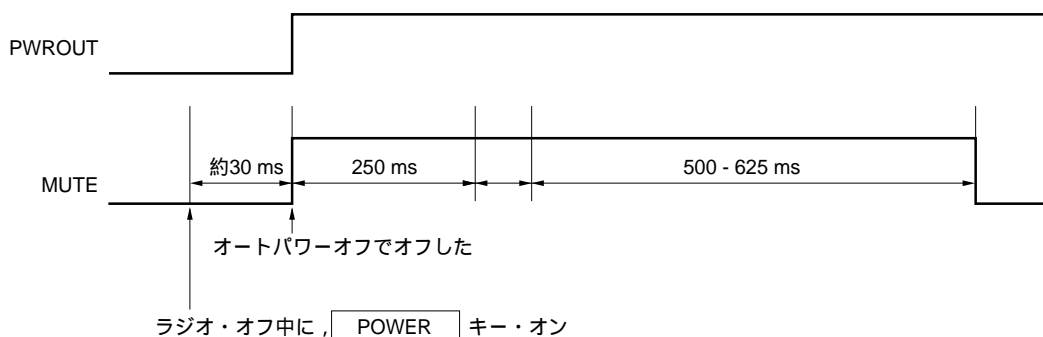 PWROUT
約30 ms
250 ms
500 - 625 ms
MUTE
オートパワーオフでオフした
ラジオ・オフ中に , POWER キー・オン